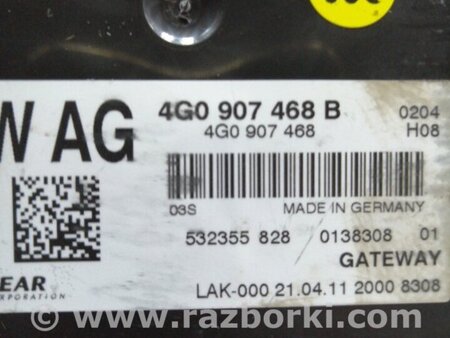 W AG
4G0 907 468 B
0204
4G0 907 468
H08
03S
MADE IN GERMANY
532355 828
0138308 01
GATEWAY
EAR
CORPORATION
LAK-000 21.04.11 2000 8308
© www.razborki.com